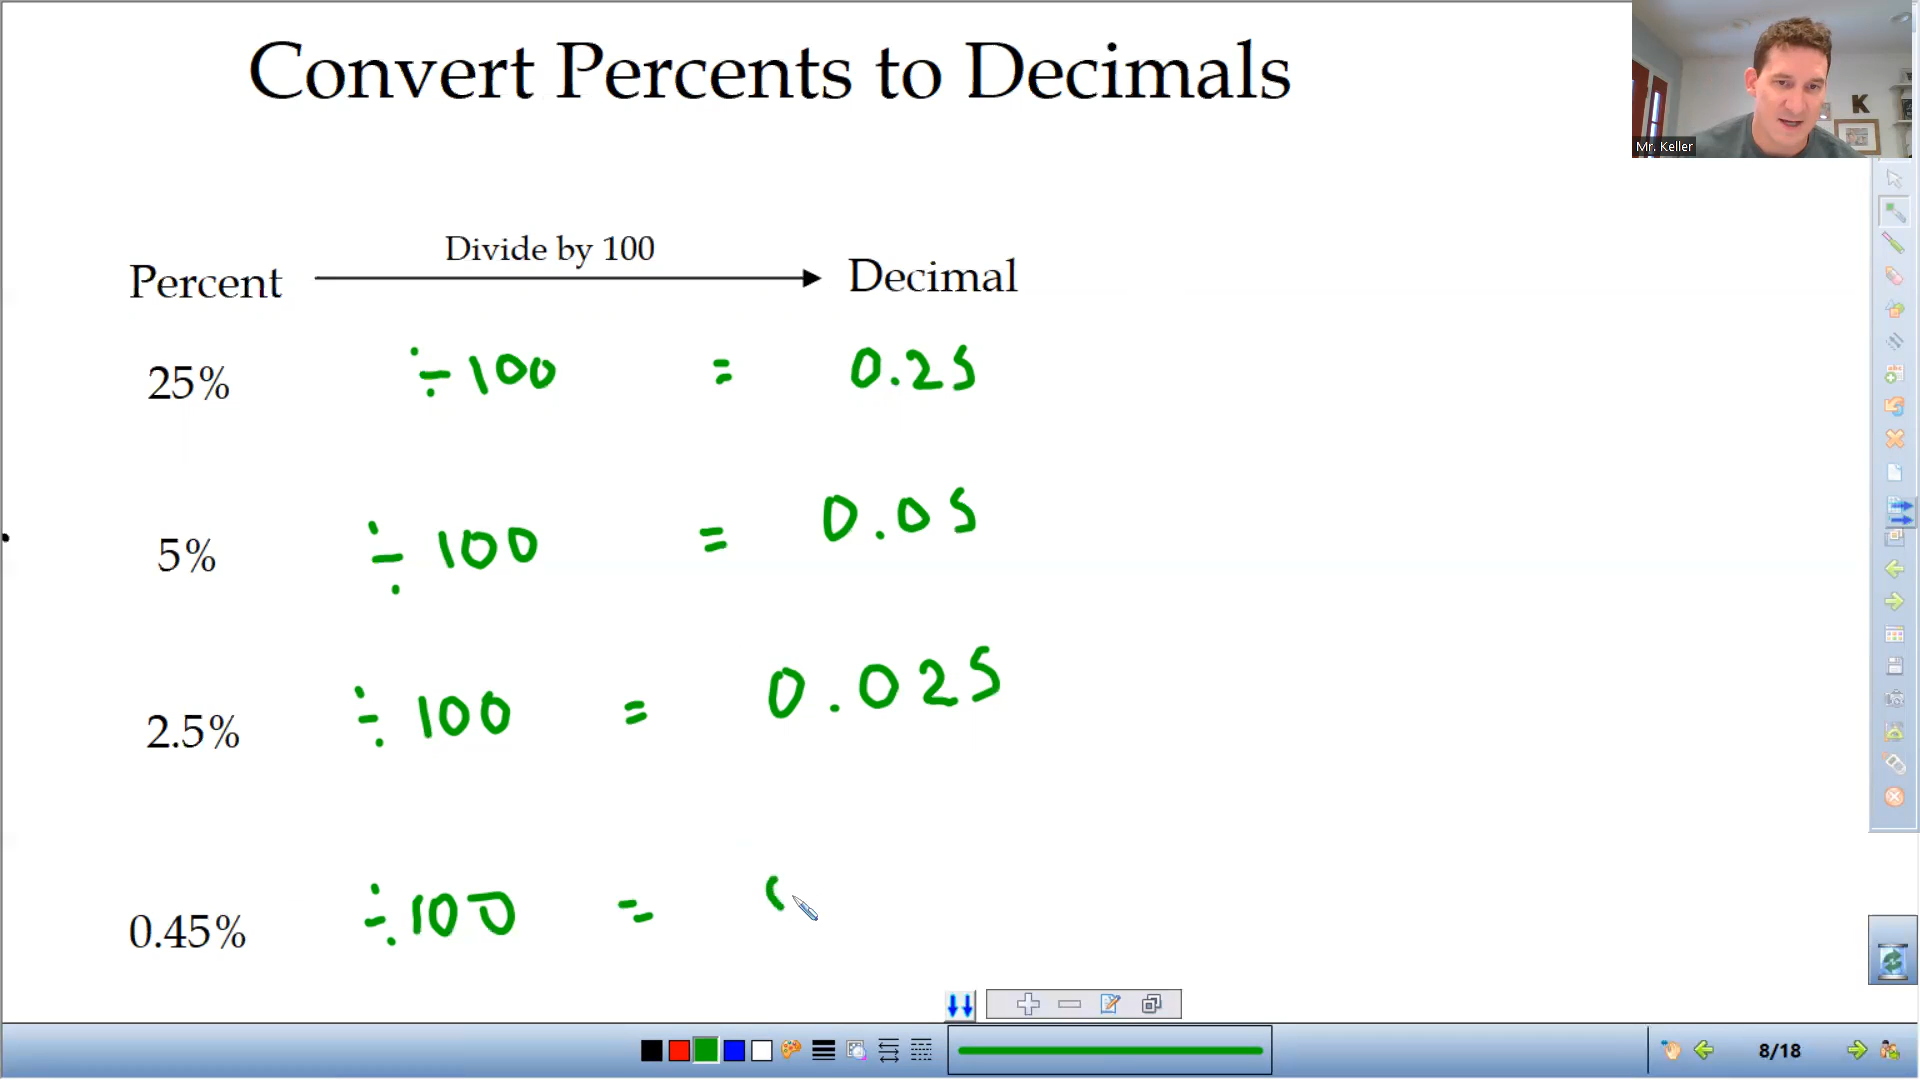 Convert Percents to Decimals
K
Mr. Keller
Divide by 100
Percent Decimal
25% ÷100 = 0.25
5% ÷ 100 = 0.05
2.5% ÷ 100 = 0.025
0.45% ÷100 =
8/18